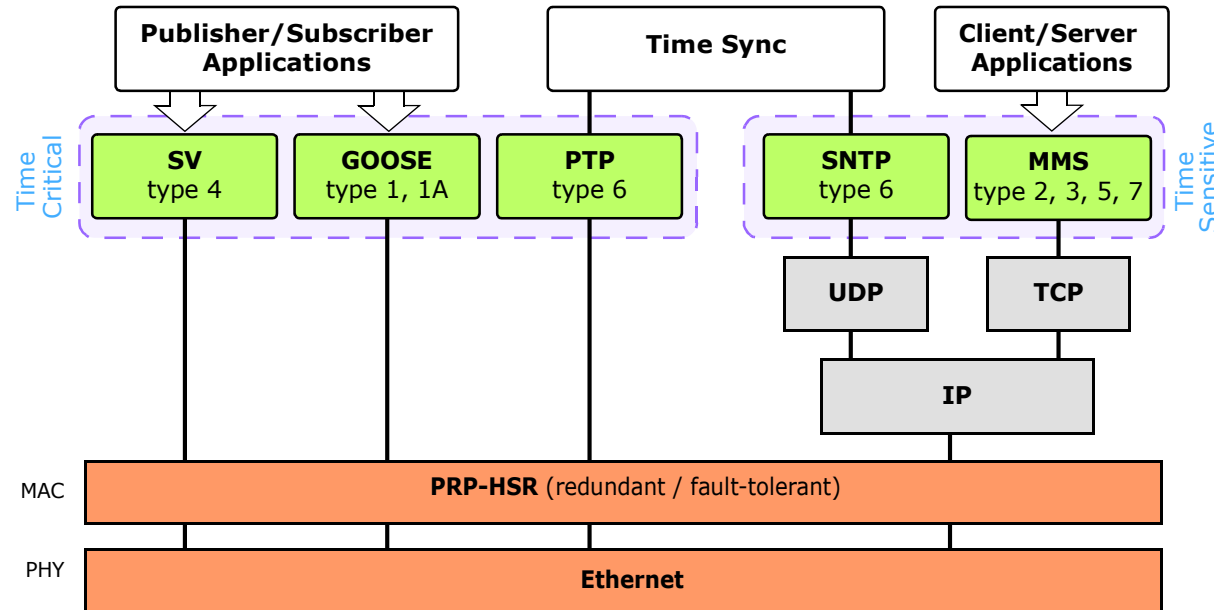 Publisher/Subscriber
Applications
Time Sync
Client/Server
Applications
Time
Critical
SV
type 4
GOOSE
type 1, 1A
PTP
type 6
SNTP
type 6
MMS
type 2, 3, 5, 7
Time
Sensitive
UDP
TCP
IP
MAC
PRP-HSR (redundant / fault-tolerant)
PHY
Ethernet